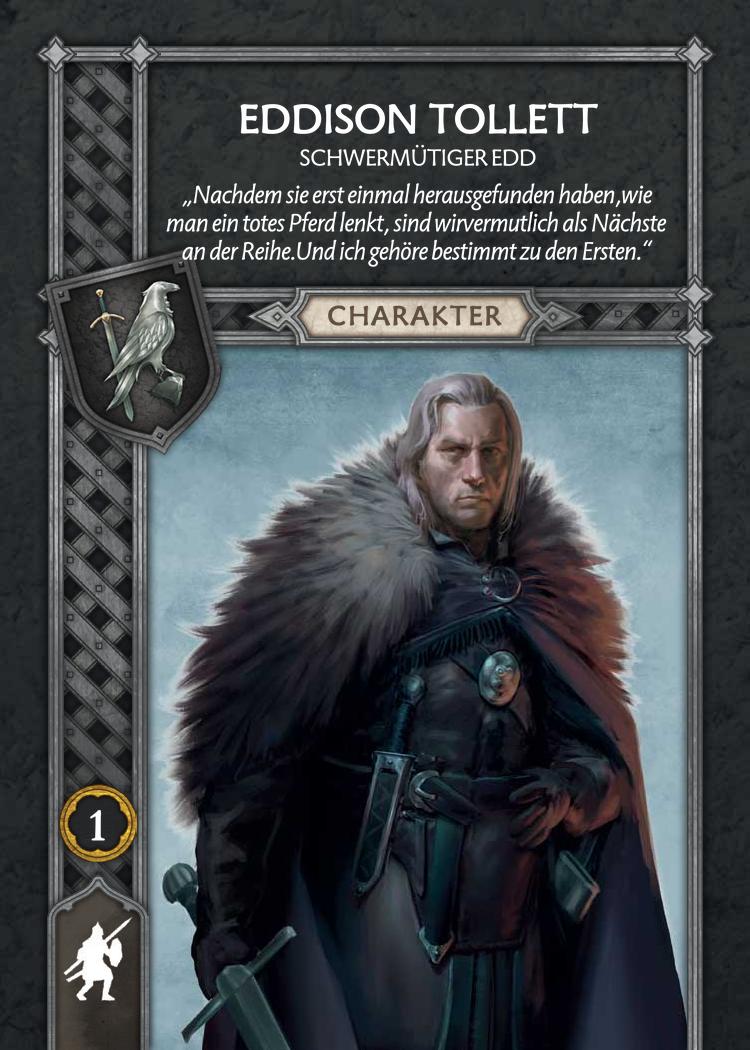 EDDISON TOLLETT
SCHWERMÜTIGER EDD
„Nachdem sie erst einmal herausgefunden haben,wie
man ein totes Pferd lenkt, sind wirvermutlich als Nächste
an der Reihe.Und ich gehöre bestimmt zu den Ersten.“
CHARAKTER
1